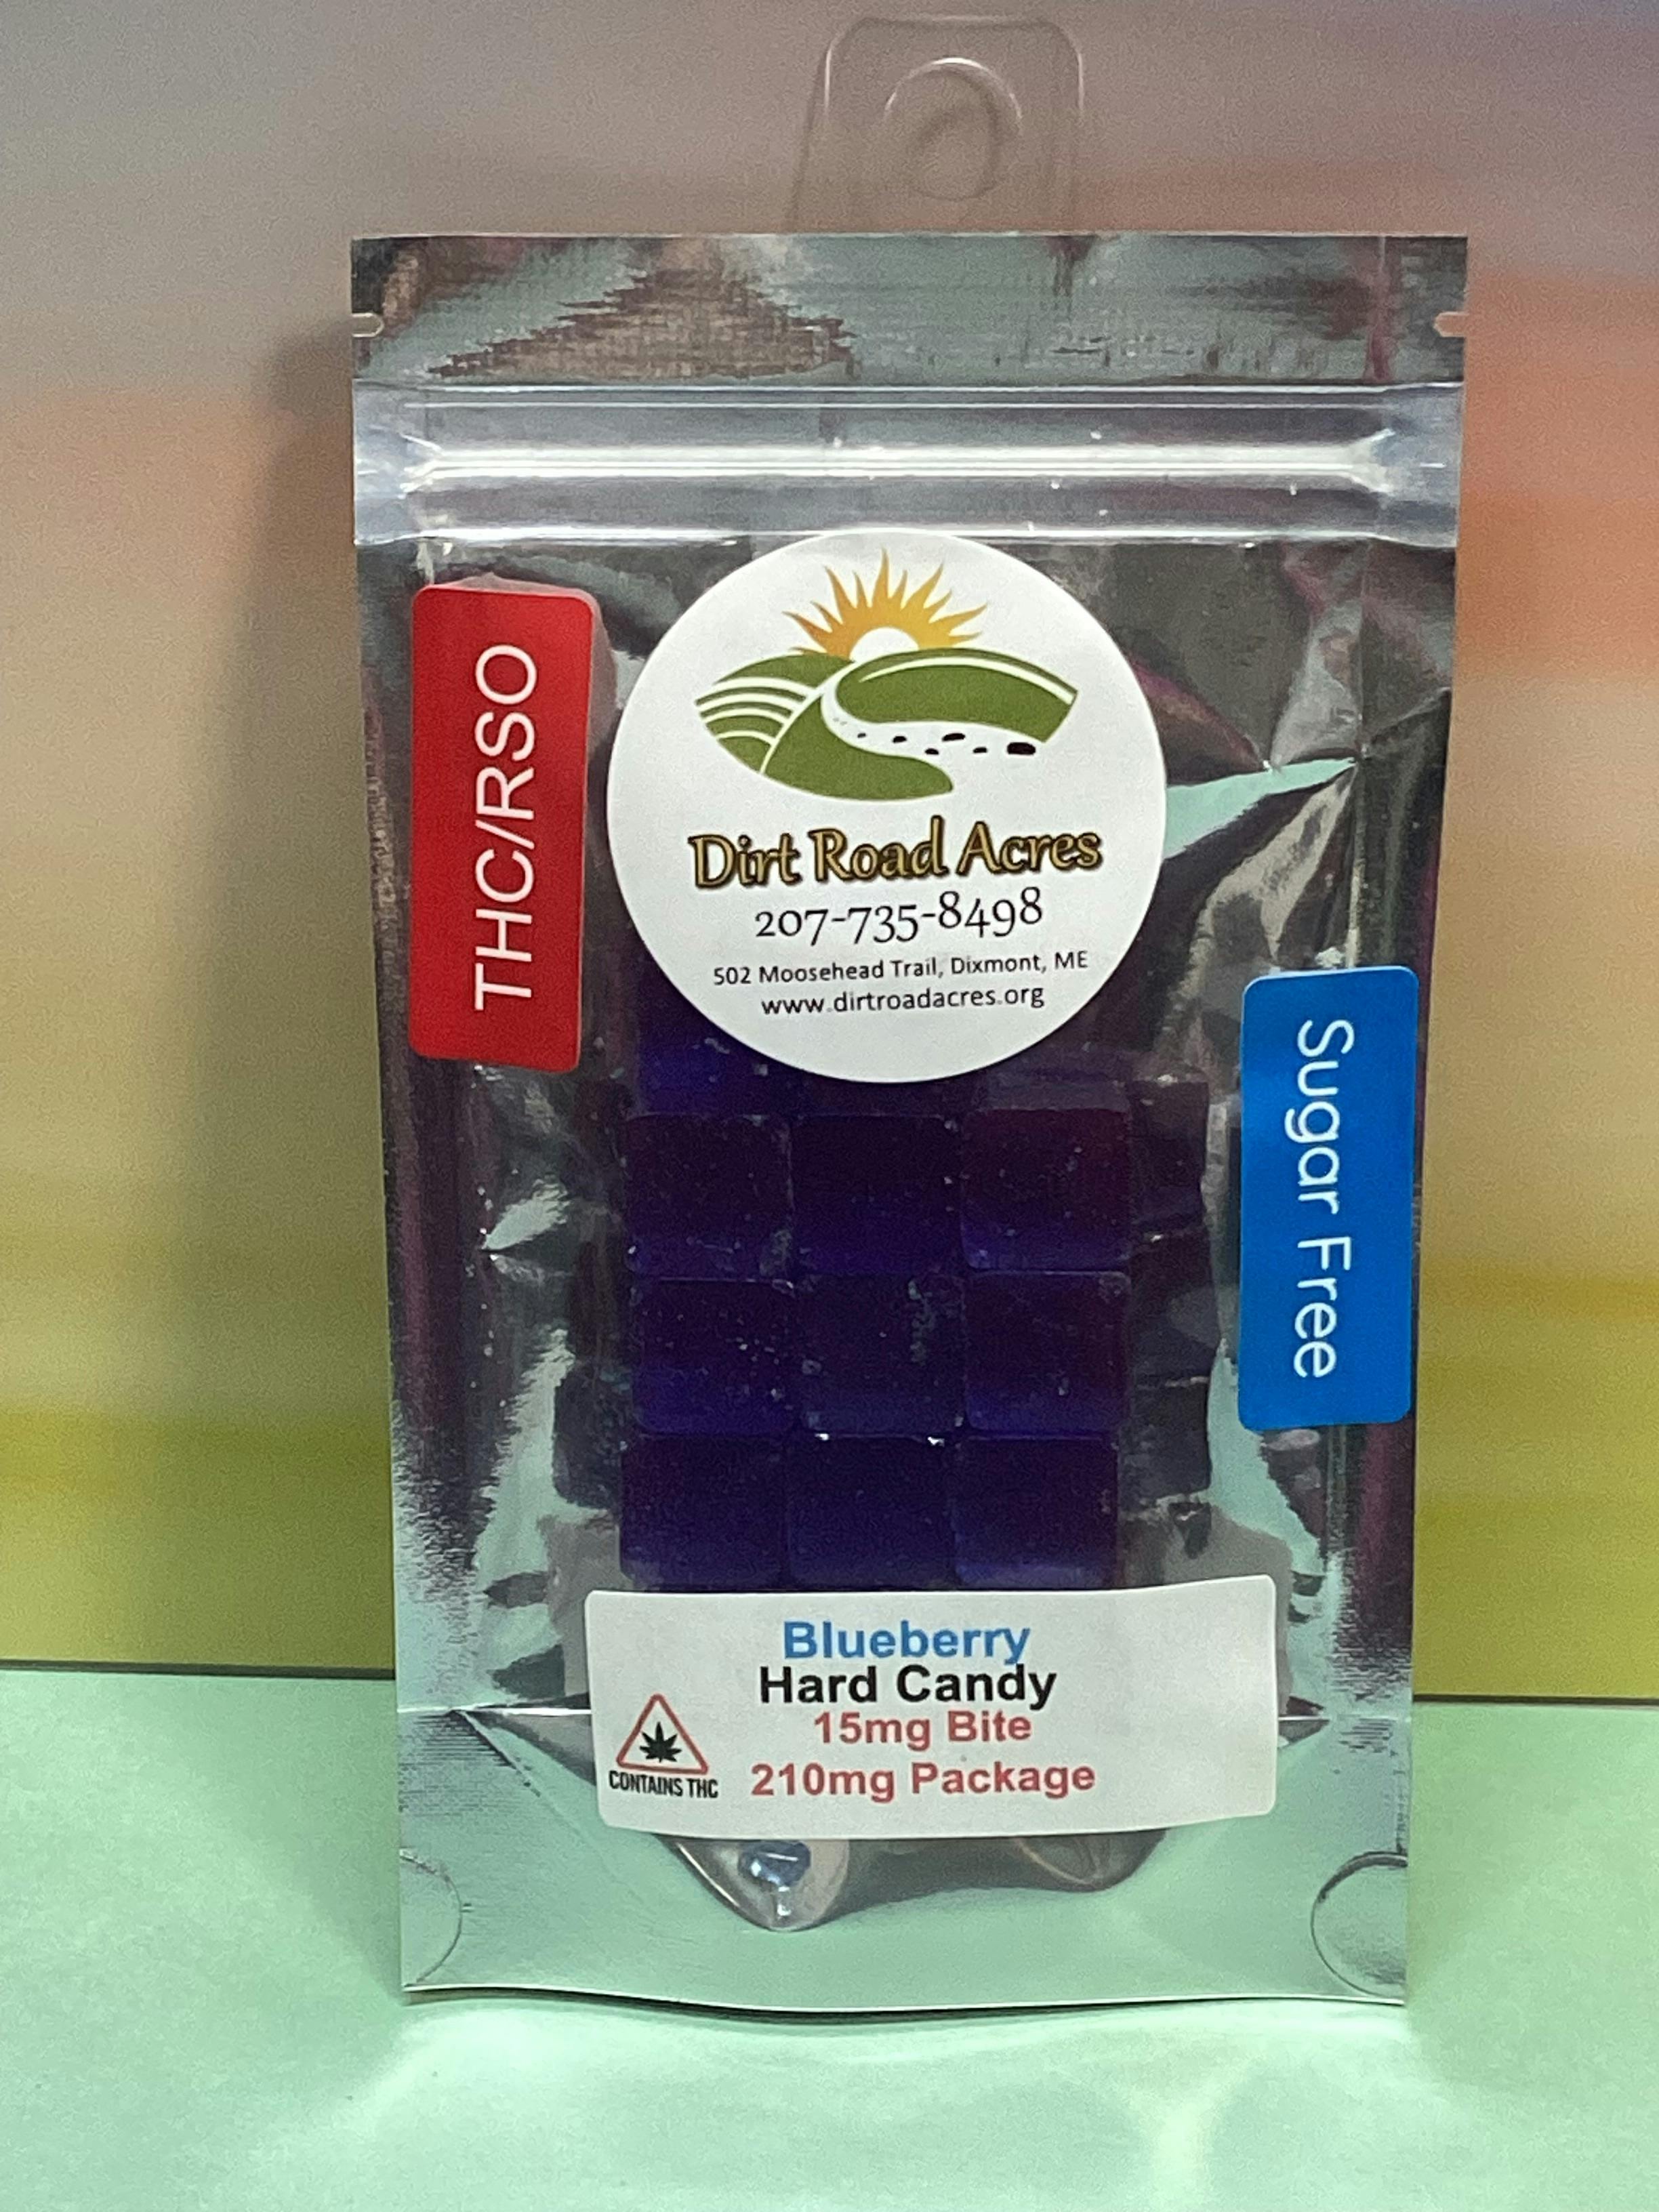 THC/RSO
Dirt Road Acres
207-735-8498
502 Moosehead Trail, Dixmont, ME
www.dirtroadacres.org
Sugar Free
Blueberry
Hard Candy
15mg Bite
210mg Package
CONTAINS THC